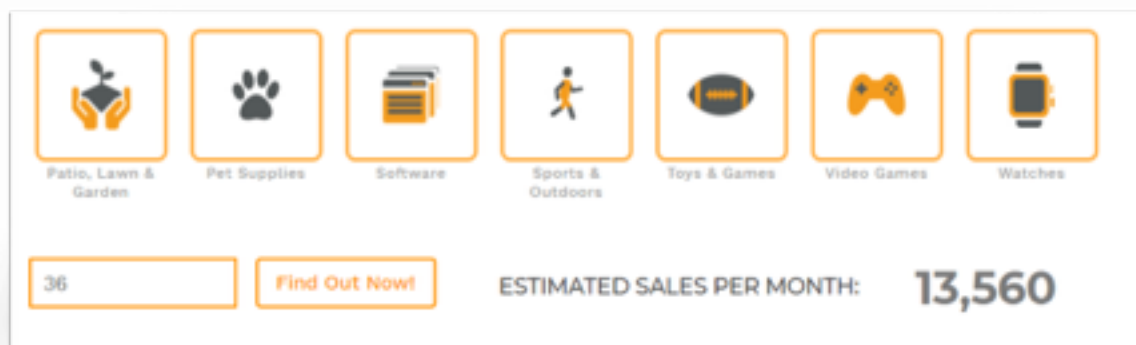 Patio, Lawn &
Garden
Pet Supplies
Software
Sports &
Outdoors
Toys & Games
Video Games
Watches
36
Find Out Now!
ESTIMATED SALES PER MONTH:
13,560